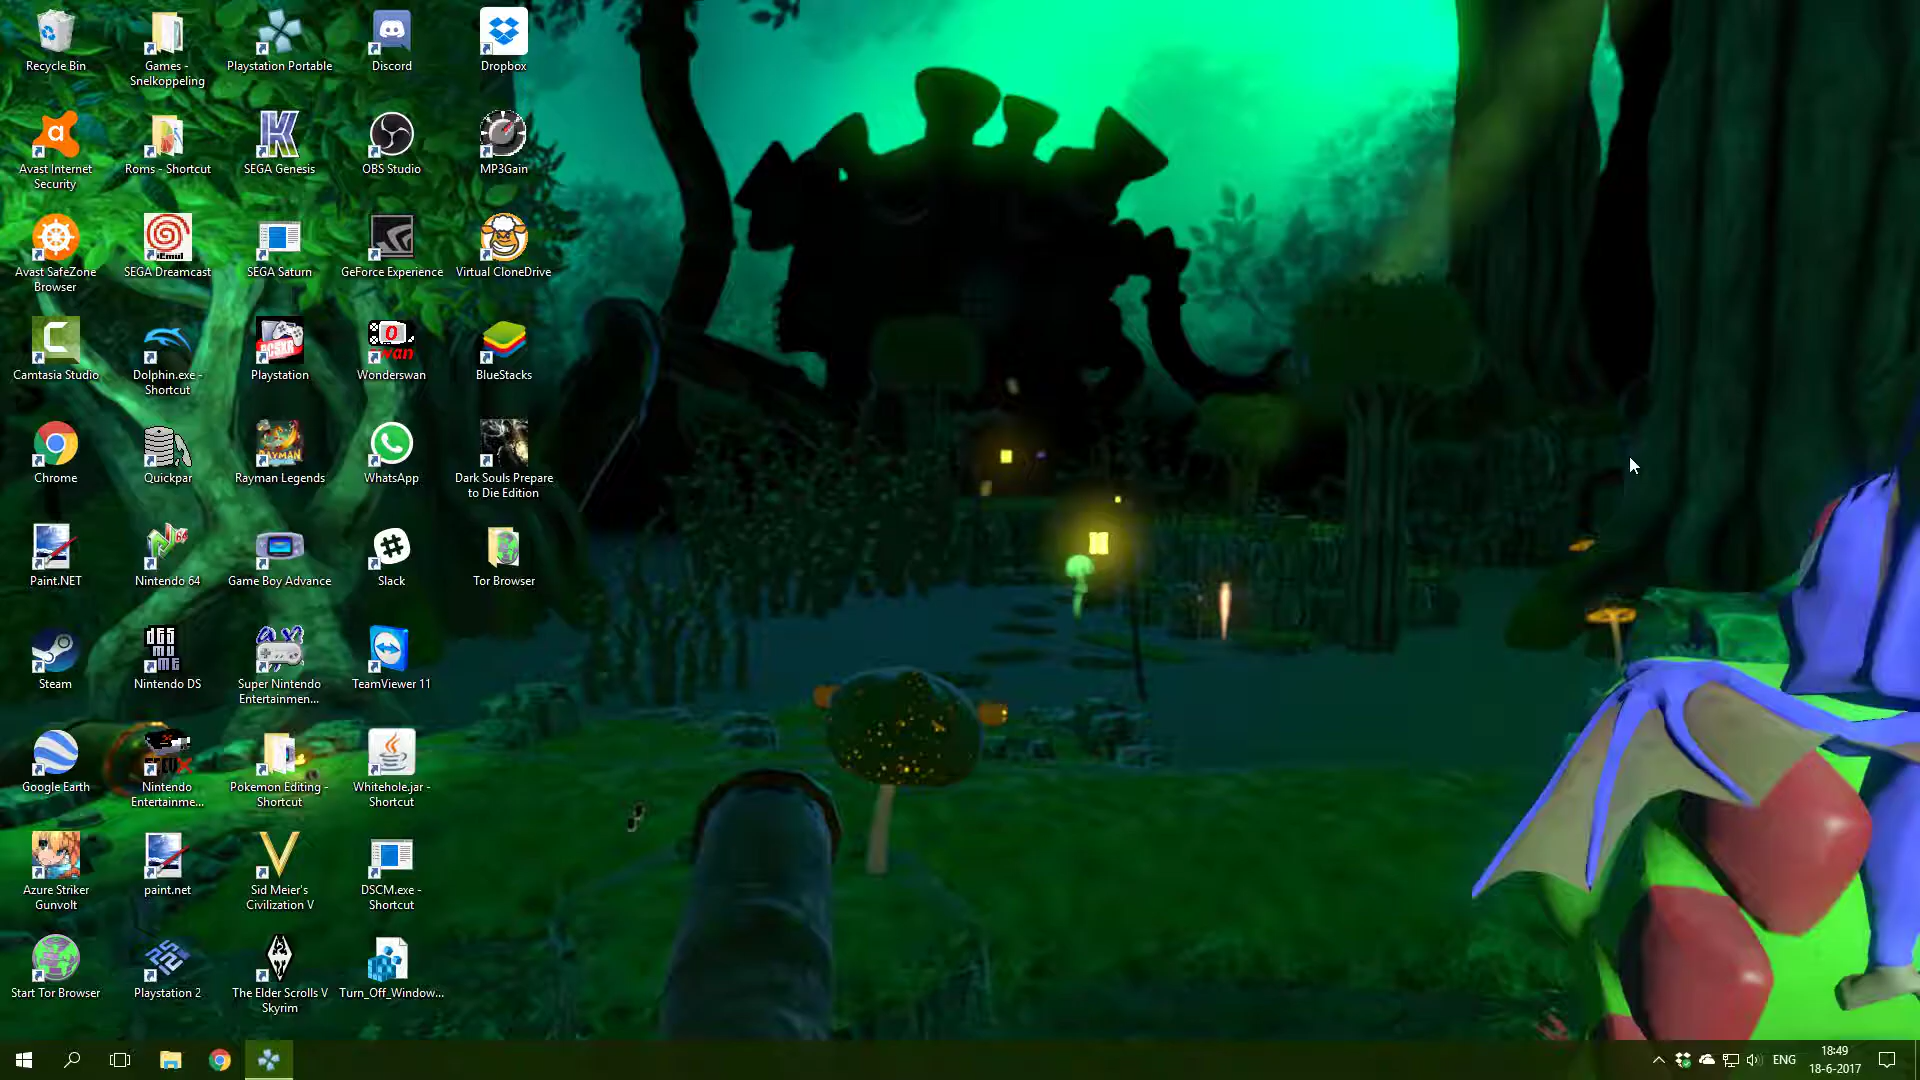 Recycle Bin
Games -
Snelkoppeling
Playstation Portable
Discord
Dropbox
Avast Internet
Security
Roms - Shortcut
SEGA Genesis
OBS Studio
MP3Gain
Avast SafeZone
Browser
SEGA Dreamcast
SEGA Saturn
GeForce Experience
Virtual CloneDrive
Camtasia Studio
Dolphin.exe -
Shortcut
Playstation
Wonderswan
BlueStacks
Chrome
Quickpar
Rayman Legends
WhatsApp
Dark Souls Prepare
to Die Edition
Paint.NET
Nintendo 64
Game Boy Advance
Slack
Tor Browser
Steam
Nintendo DS
Super Nintendo
Entertainmen...
TeamViewer 11
Google Earth
Nintendo
Entertainme...
Pokemon Editing -
Shortcut
Whitehole.jar -
Shortcut
Azure Striker
Gunvolt
paint.net
Sid Meier's
Civilization V
DSCM.exe -
Shortcut
Start Tor Browser
Playstation 2
The Elder Scrolls V
Skyrim
Turn_Off_Window...
ENG
18:49
18-6-2017